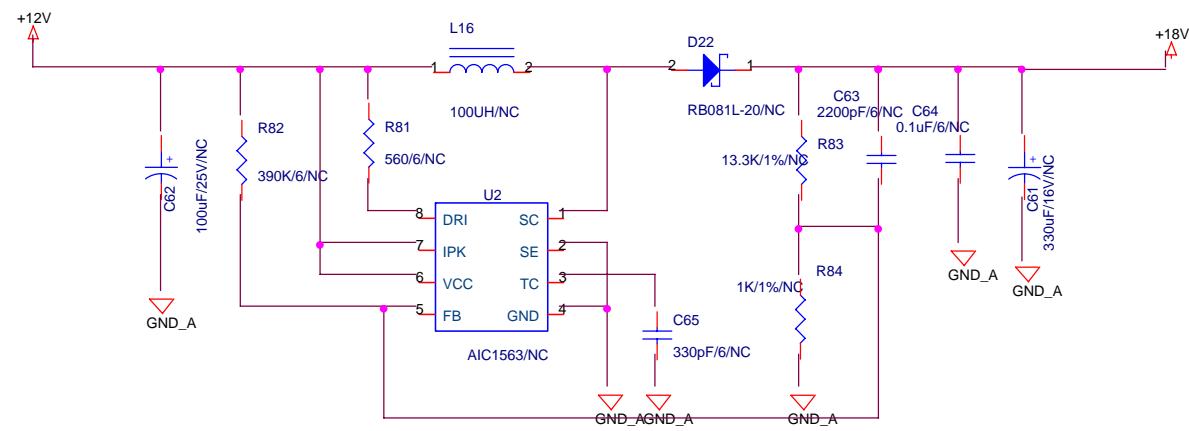 +12V
+18V
L16
1
2
100UH/NC
D22
2
1
RB081L-20/NC
C63
2200pF/6/NC
C64
0.1uF/6/NC
R82
390K/6/NC
R81
560/6/NC
R83
13.3K/1%/NC
C62
100uF/25V/NC
C61
330uF/16V/NC
U2
8
DRI
SC
1
7
IPK
SE
2
6
VCC
TC
3
5
FB
GND
4
AIC1563/NC
R84
1K/1%/NC
C65
330pF/6/NC
GND_A
GND_A
GND_A
GND_A
GND_A
GND_A
+
+